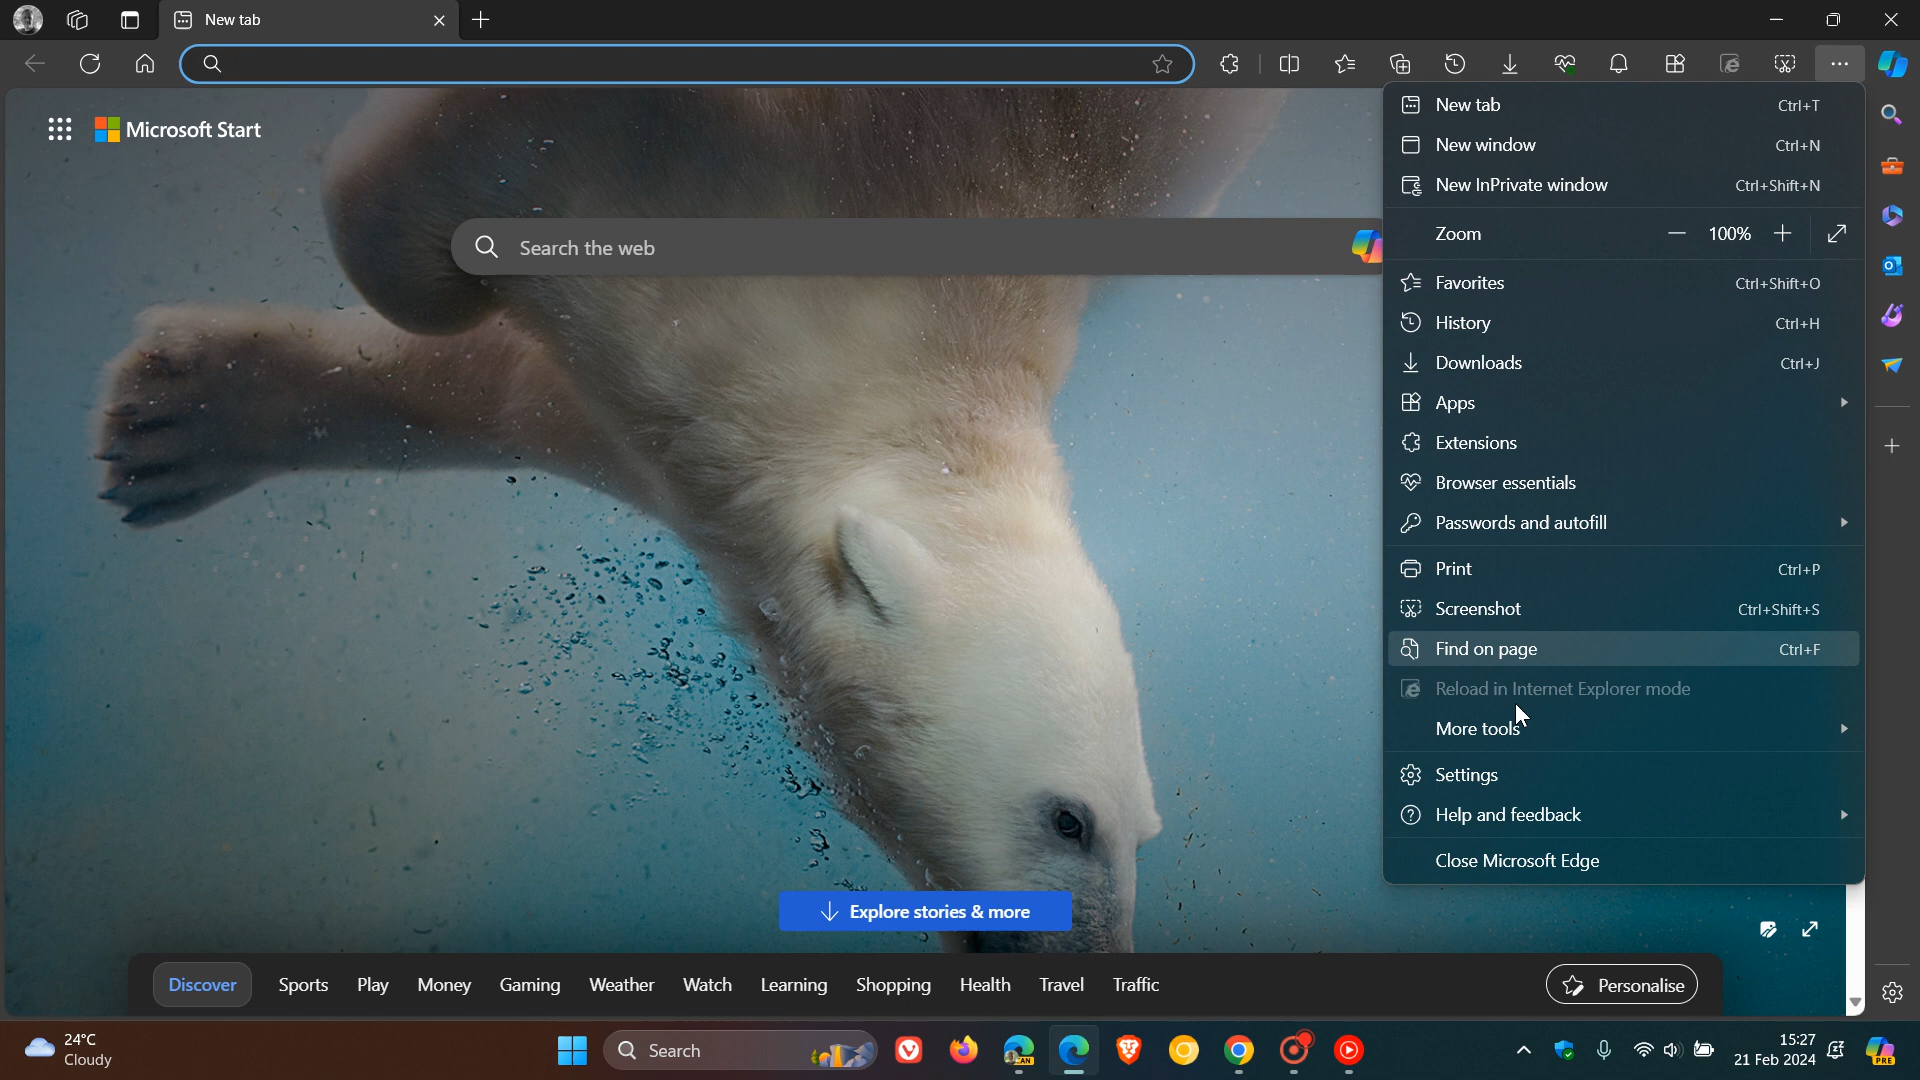 New tab
Microsoft Start
Search the web
New tab Ctrl+T
New window Ctrl+N
New InPrivate window Ctrl+Shift+N
Zoom 100%
Favorites Ctrl+Shift+O
History Ctrl+H
Downloads Ctrl+J
Apps
Extensions
Browser essentials
Passwords and autofill
Print Ctrl+P
Screenshot Ctrl+Shift+S
Find on page Ctrl+F
Reload in Internet Explorer mode
More tools
Settings
Help and feedback
Close Microsoft Edge
Explore stories & more
Discover Sports Play Money Gaming Weather Watch Learning Shopping Health Travel Traffic Personalise
24°C
Cloudy
Search
CAN
15:27
21 Feb 2024
PRE